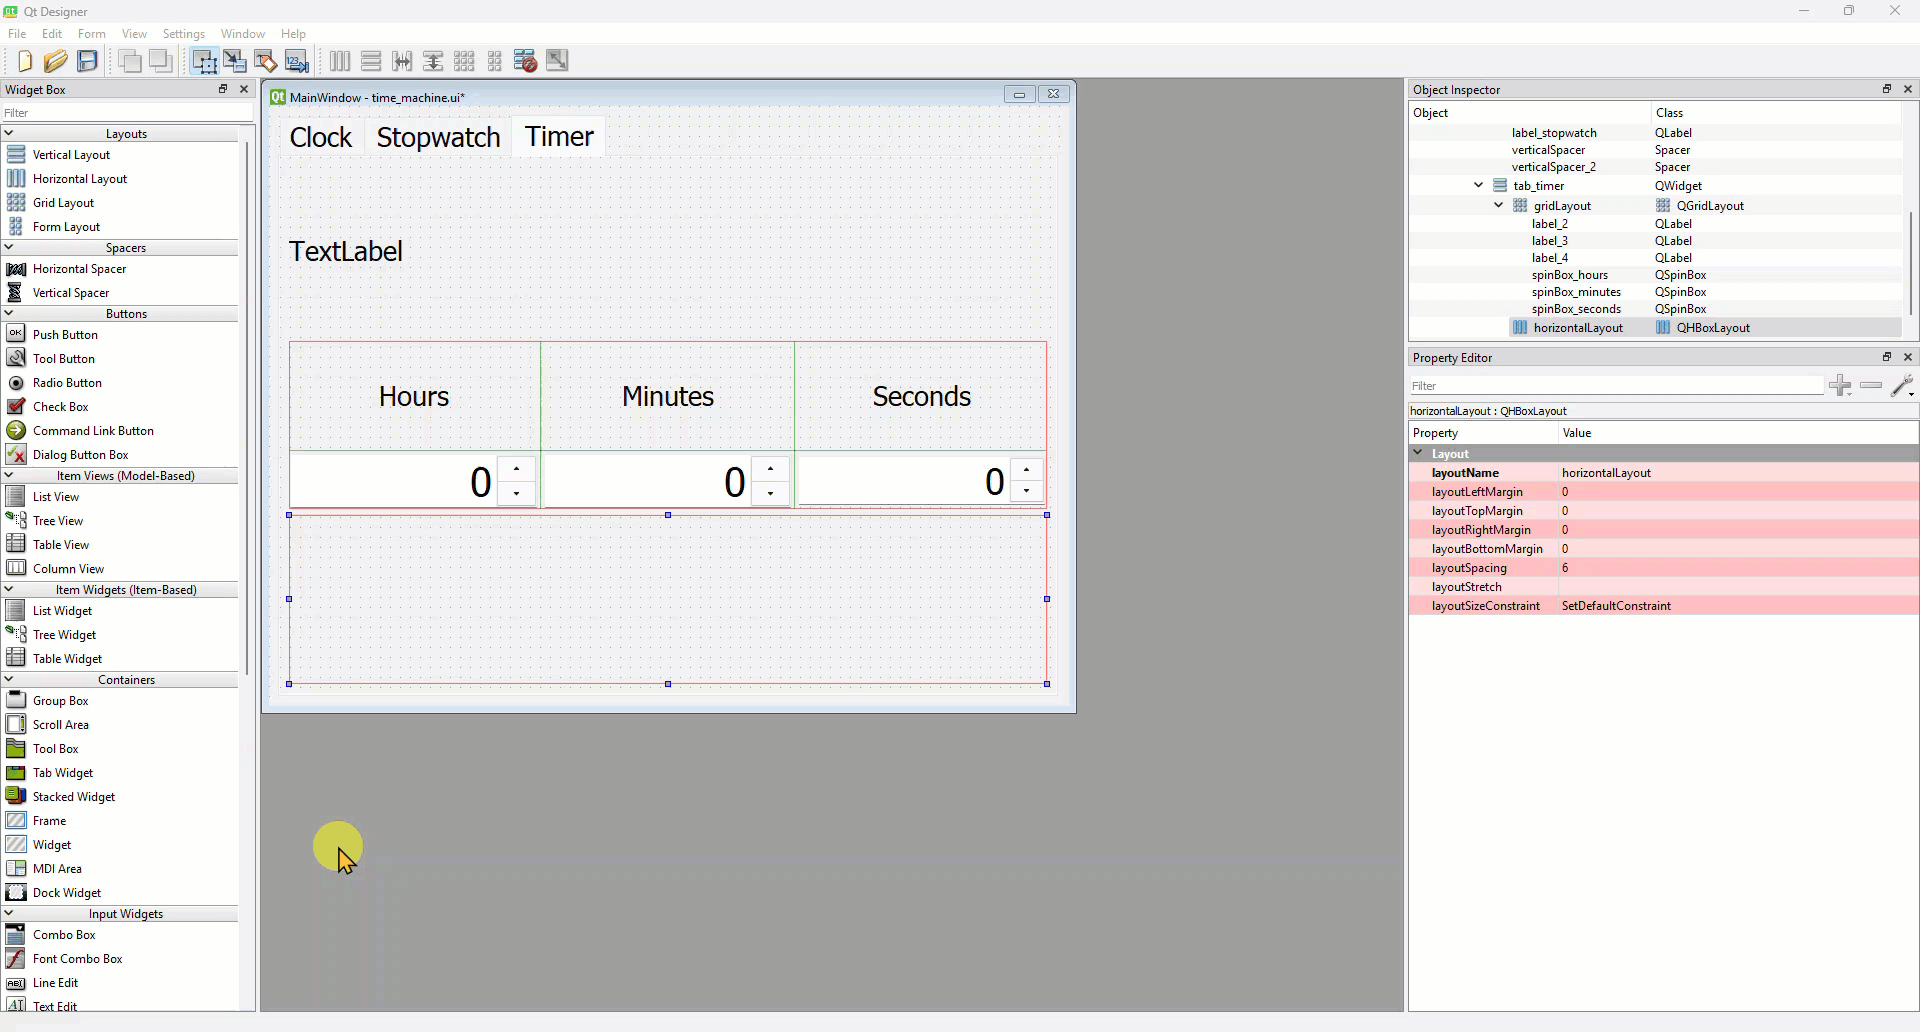 Qt Designer
File Edit Form View Settings Window Help
Widget Box
Filter
Layouts
Vertical Layout
Horizontal Layout
Grid Layout
Form Layout
Spacers
Horizontal Spacer
Vertical Spacer
Buttons
Push Button
Tool Button
Radio Button
Check Box
Command Link Button
Dialog Button Box
Item Views (Model-Based)
List View
Tree View
Table View
Column View
Item Widgets (Item-Based)
List Widget
Tree Widget
Table Widget
Containers
Group Box
Scroll Area
Tool Box
Tab Widget
Stacked Widget
Frame
Widget
MDI Area
Dock Widget
Input Widgets
Combo Box
Font Combo Box
Line Edit
Text Edit
MainWindow - time_machine.ui*
Clock Stopwatch Timer
TextLabel
Hours Minutes Seconds
0 0 0
Object Inspector
Object Class
label_stopwatch QLabel
verticalSpacer Spacer
verticalSpacer_2 Spacer
tab_timer QWidget
gridLayout QGridLayout
label_2 QLabel
label_3 QLabel
label_4 QLabel
spinBox_hours QSpinBox
spinBox_minutes QSpinBox
spinBox_seconds QSpinBox
horizontalLayout QHBoxLayout
Property Editor
Filter
horizontalLayout : QHBoxLayout
Property Value
Layout
layoutName horizontalLayout
layoutLeftMargin 0
layoutTopMargin 0
layoutRightMargin 0
layoutBottomMargin 0
layoutSpacing 6
layoutStretch
layoutSizeConstraint SetDefaultConstraint